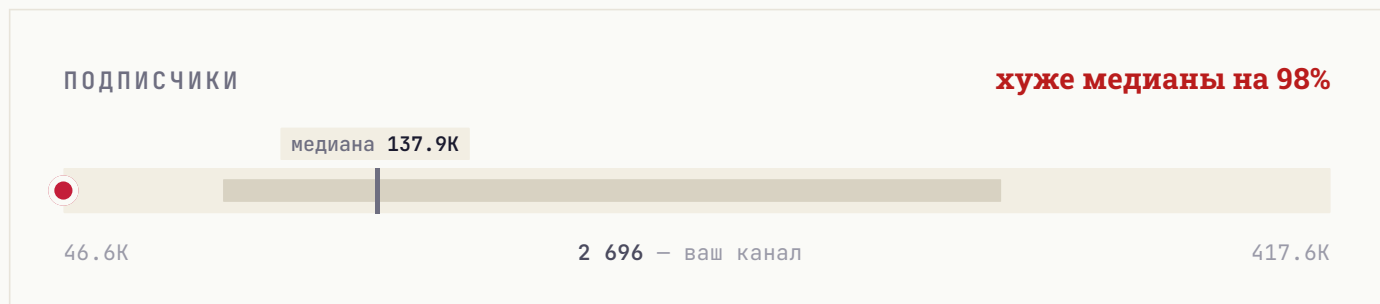 ПОДПИСЧИКИ
хуже медианы на 98%
медиана 137.9K
46.6K
2 696 — ваш канал
417.6K